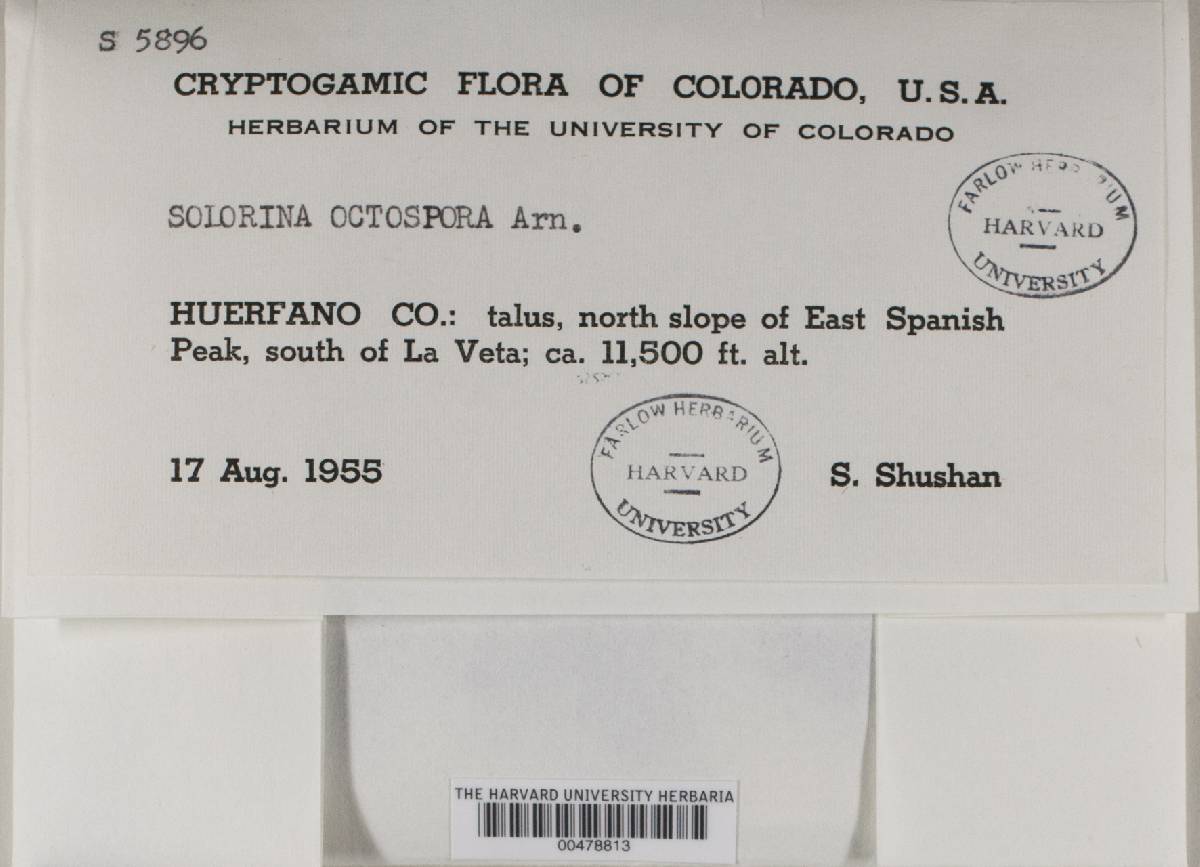 S 5896
CRYPTOGAMIC FLORA OF COLORADO, U.S.A.
HERBARIUM OF THE UNIVERSITY OF COLORADO
FARLOW HERBARIUM
HARVARD
UNIVERSITY
SOLORINA OCTOSPORA Arn.
HUERFANO CO.: talus, north slope of East Spanish
Peak, south of La Veta; ca. 11,500 ft. alt.
FARLOW HERBARIUM
HARVARD
UNIVERSITY
17 Aug. 1955
S. Shushan
THE HARVARD UNIVERSITY HERBARIA
00478813